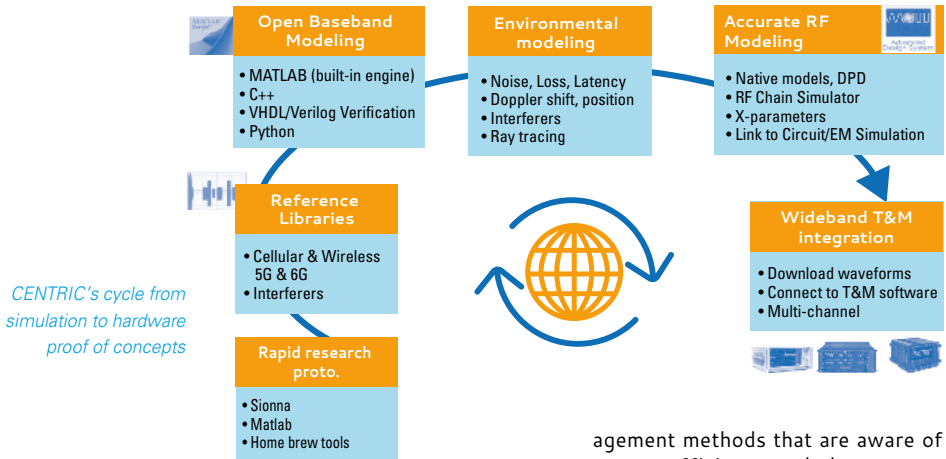 Open Baseband
Modeling
• MATLAB (built-in engine)
• C++
• VHDL/Verilog Verification
• Python
Environmental
modeling
• Noise, Loss, Latency
• Doppler shift, position
• Interferers
• Ray tracing
Accurate RF
Modeling
Advanced
Design System
• Native models, DPD
• RF Chain Simulator
• X-parameters
• Link to Circuit/EM Simulation
Reference
Libraries
• Cellular & Wireless
5G & 6G
• Interferers
Wideband T&M
integration
• Download waveforms
• Connect to T&M software
• Multi-channel
CENTRIC's cycle from
simulation to hardware
proof of concepts
Rapid research
proto.
• Sionna
• Matlab
• Home brew tools
agement methods that are aware of